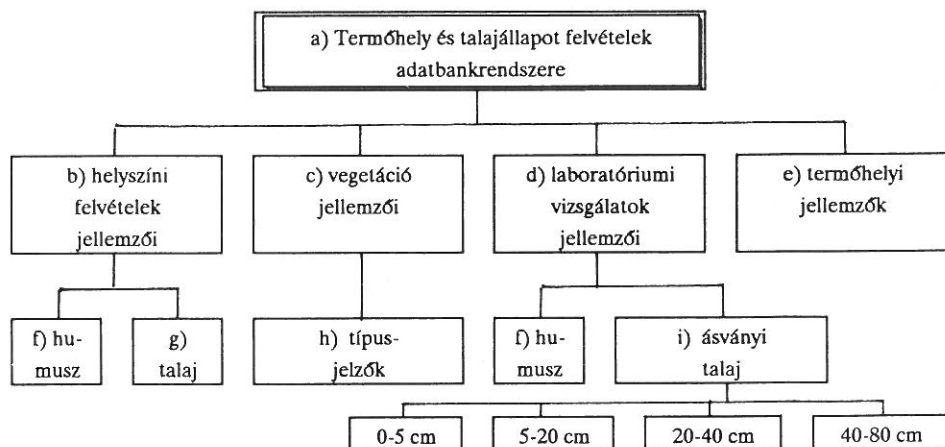 a) Termőhely és talajállapot felvételek
adatbankrendszere
b) helyszíni
felvételek
jellemzői
c) vegetáció
jellemzői
d) laboratóriumi
vizsgálatok
jellemzői
e) termőhelyi
jellemzők
f) hu-
musz
g)
talaj
h) típus-
jelzők
f) hu-
musz
i) ásványi
talaj
0-5 cm
5-20 cm
20-40 cm
40-80 cm